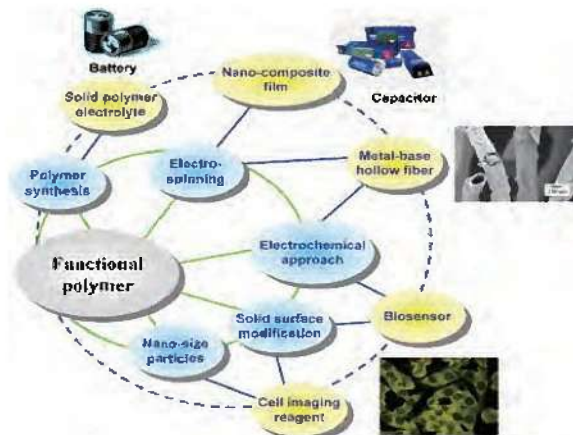 Battery
Nano-composite
film
Capacitor
Solid polymer
electrolyte
Polymer
synthesis
Electro-
spinning
Metal-base
hollow fiber
Electrochemical
approach
Functional
polymer
Solid surface
modification
Biosensor
Nano-size
particles
Cell imaging
reagent